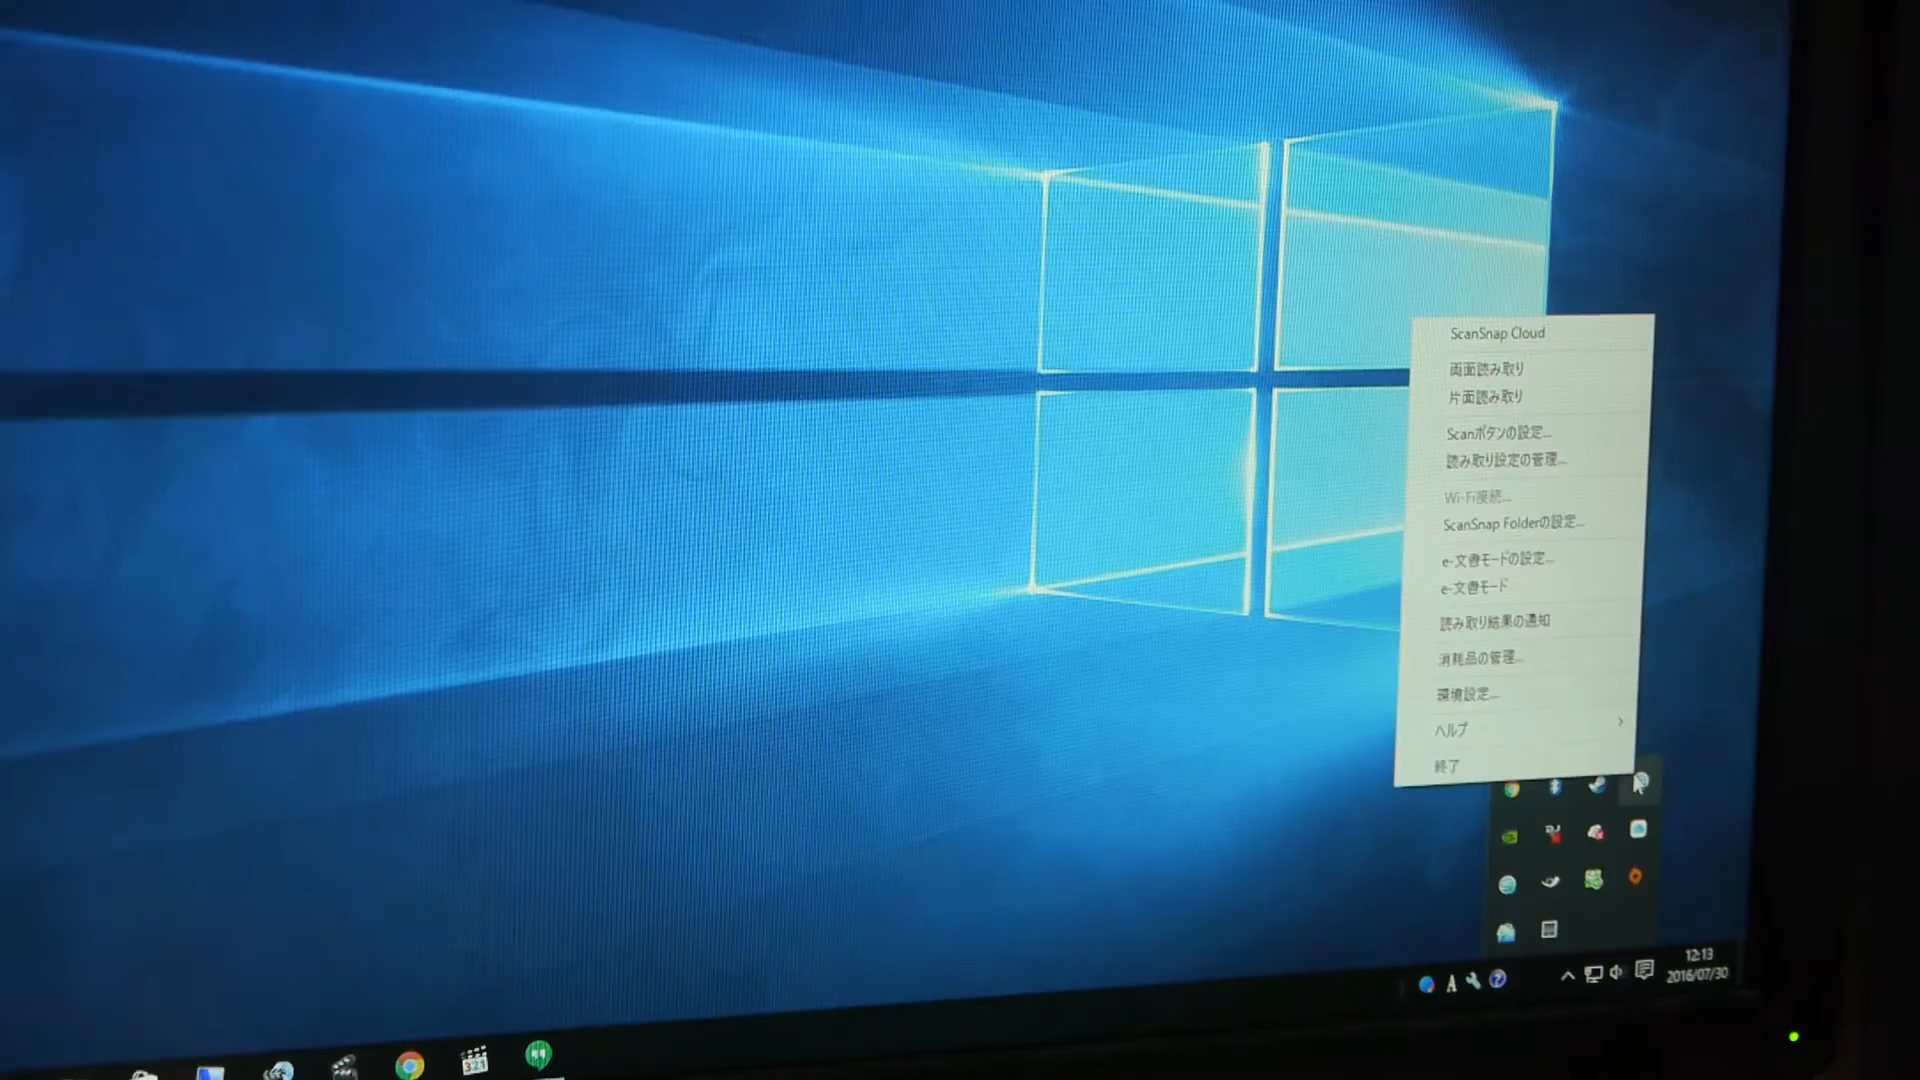 ScanSnap Cloud
両面読み取り
片面読み取り
Scanボタンの設定...
読み取り設定の管理...
Wi-Fi接続...
ScanSnap Folderの設定...
e-文書モードの設定...
e-文書モード
読み取り結果の通知
消耗品の管理...
環境設定...
ヘルプ
終了
A
12:13
2016/07/30
321